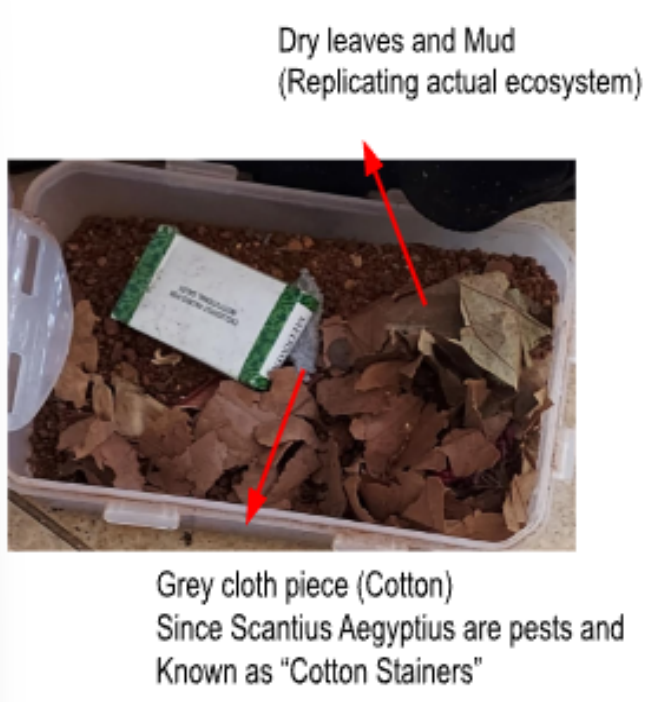 Dry leaves and Mud
(Replicating actual ecosystem)
Grey cloth piece (Cotton)
Since Scantius Aegyptius are pests and
Known as “Cotton Stainers”